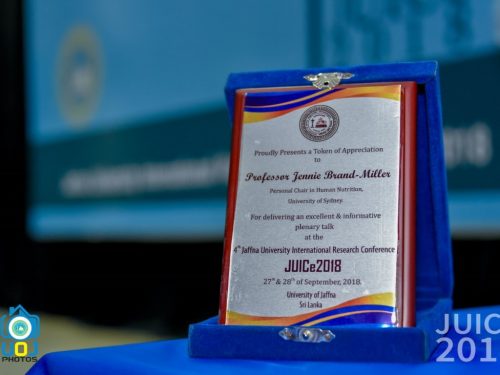 Proudly Presents a Token of Appreciation
to
Professor Jennie Brand-Miller
Personal Chair in Human Nutrition,
University of Sydney.
For delivering an excellent & informative
plenary talk
at the
4th Jaffna University International Research Conference
JUICe2018
27th & 28th of September, 2018.
University of Jaffna
Sri Lanka
PHOTOS
JUIC
201